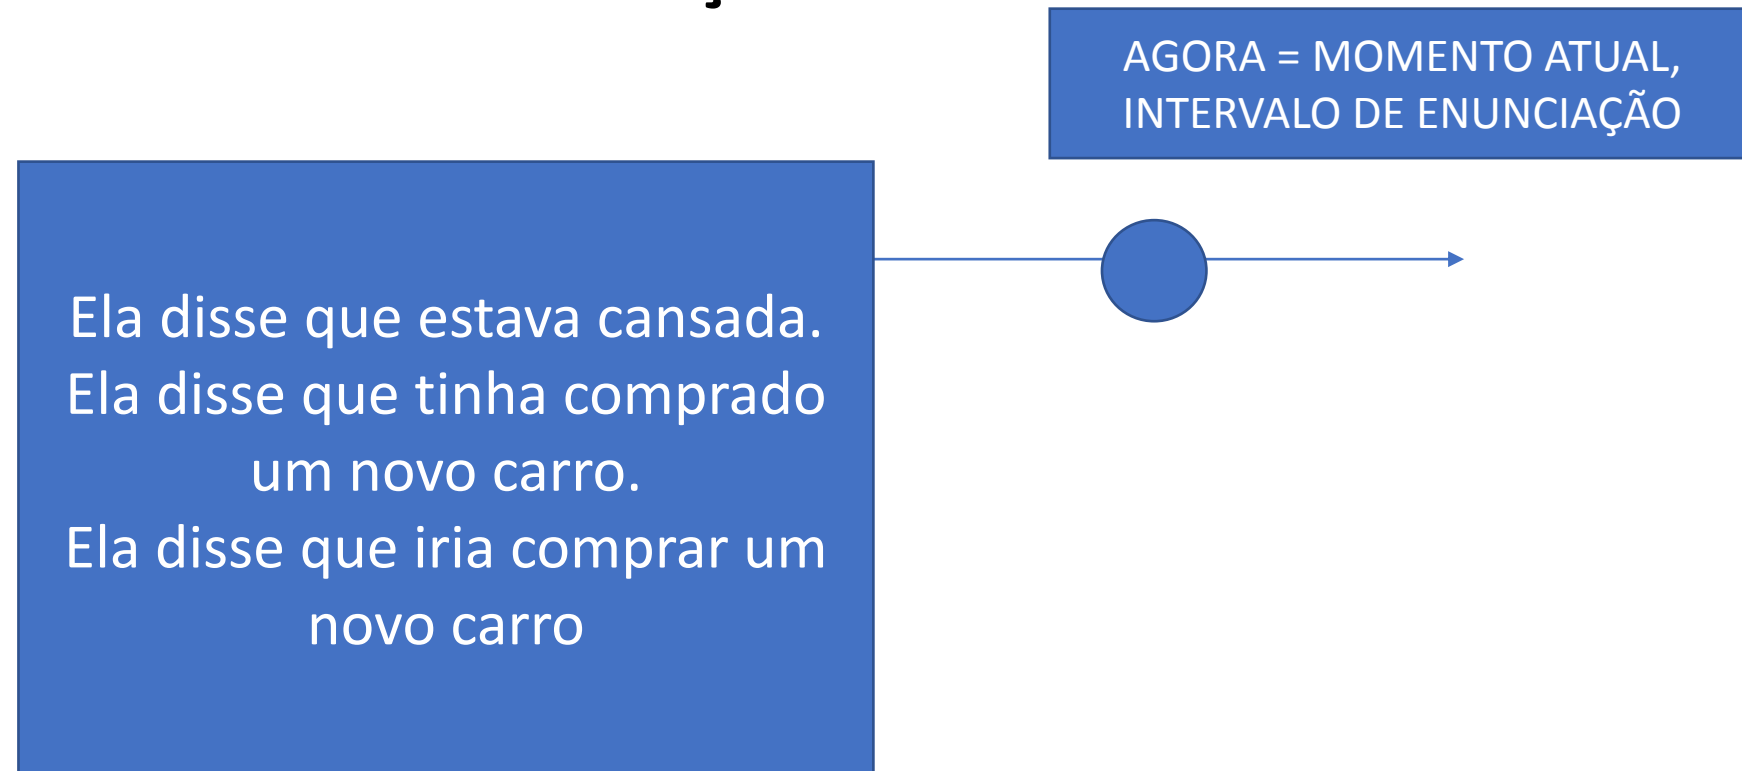 AGORA = MOMENTO ATUAL,
INTERVALO DE ENUNCIAÇÃO
Ela disse que estava cansada.
Ela disse que tinha comprado
um novo carro.
Ela disse que iria comprar um
novo carro